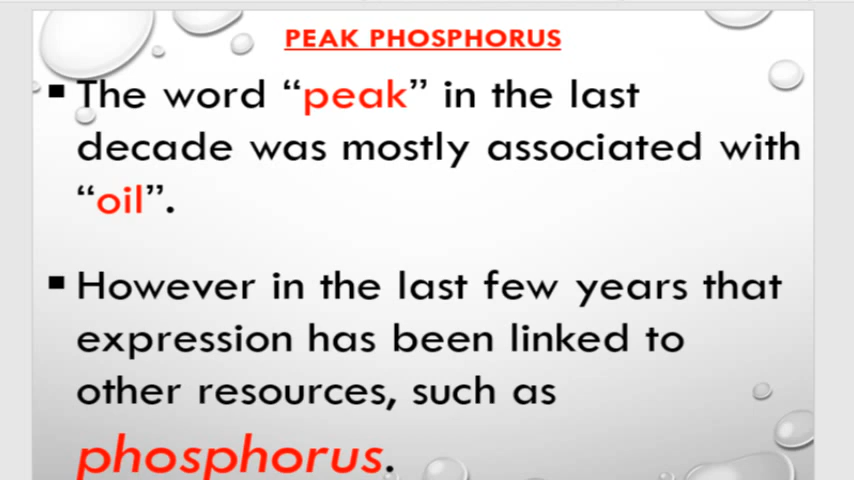 PEAK PHOSPHORUS
▪ The word “peak” in the last
decade was mostly associated with
“oil”.
▪ However in the last few years that
expression has been linked to
other resources, such as
phosphorus.